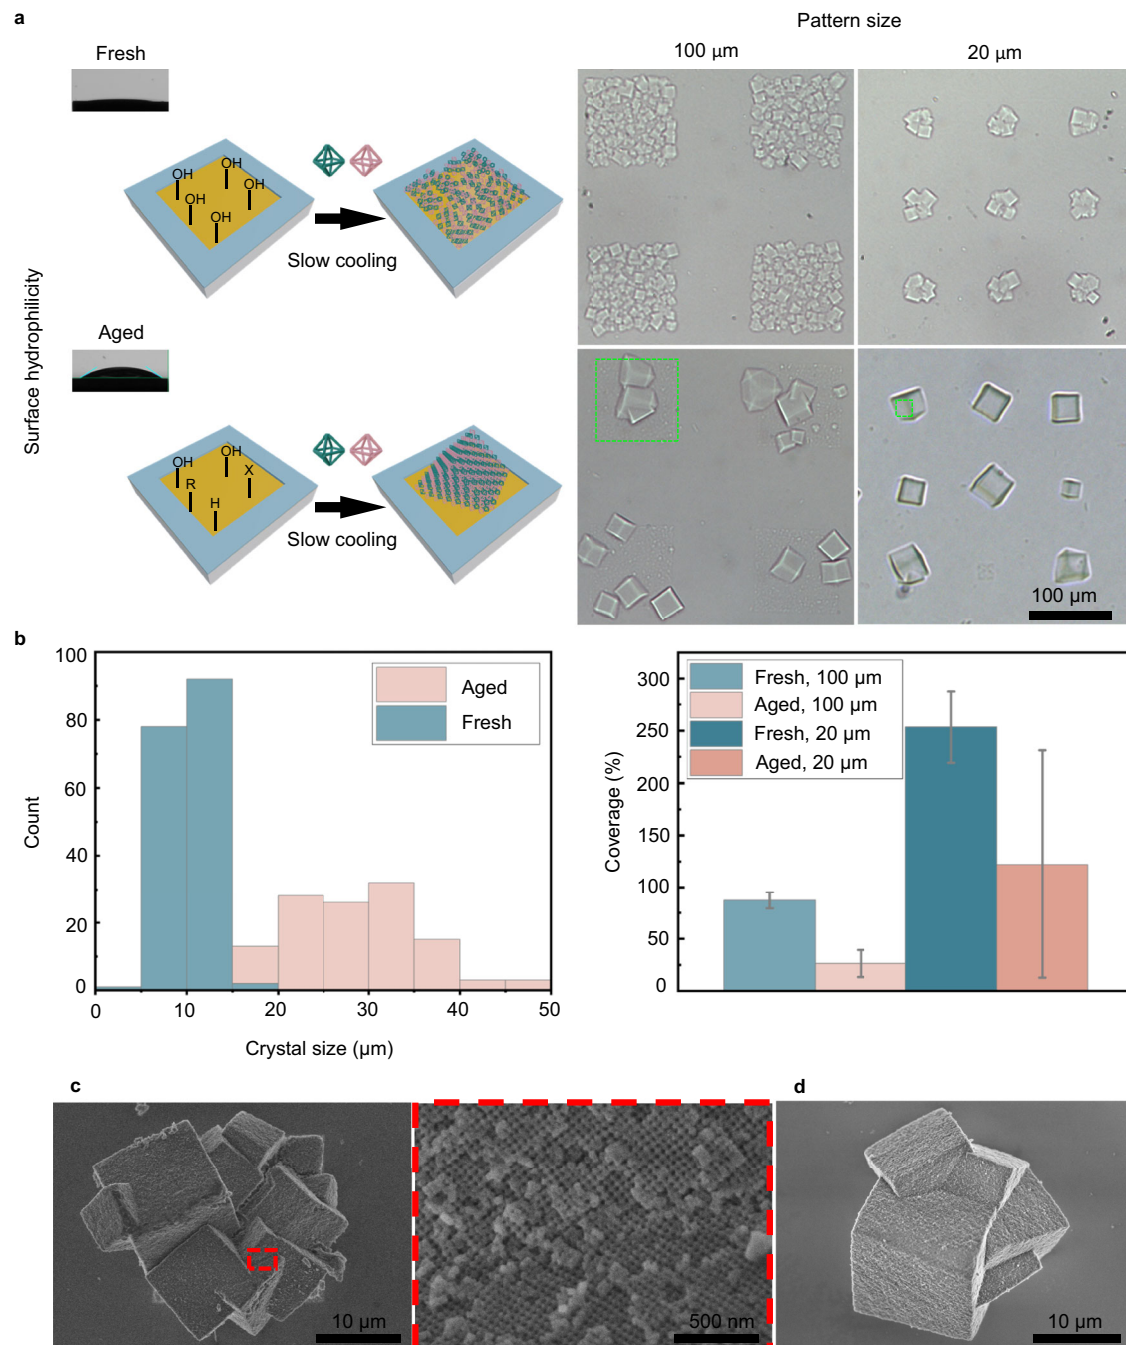 a
Pattern size
Fresh
100 µm
20 µm
OH
OH
OH
OH
OH
Slow cooling
Surface hydrophilicity
Aged
OH
OH
R
X
H
Slow cooling
100 µm
b
100
80
60
40
20
0
Count
Aged
Fresh
0
10
20
30
40
50
Crystal size (µm)
300
250
200
150
100
50
0
Coverage (%)
Fresh, 100 µm
Aged, 100 µm
Fresh, 20 µm
Aged, 20 µm
c
d
10 µm
500 nm
10 µm